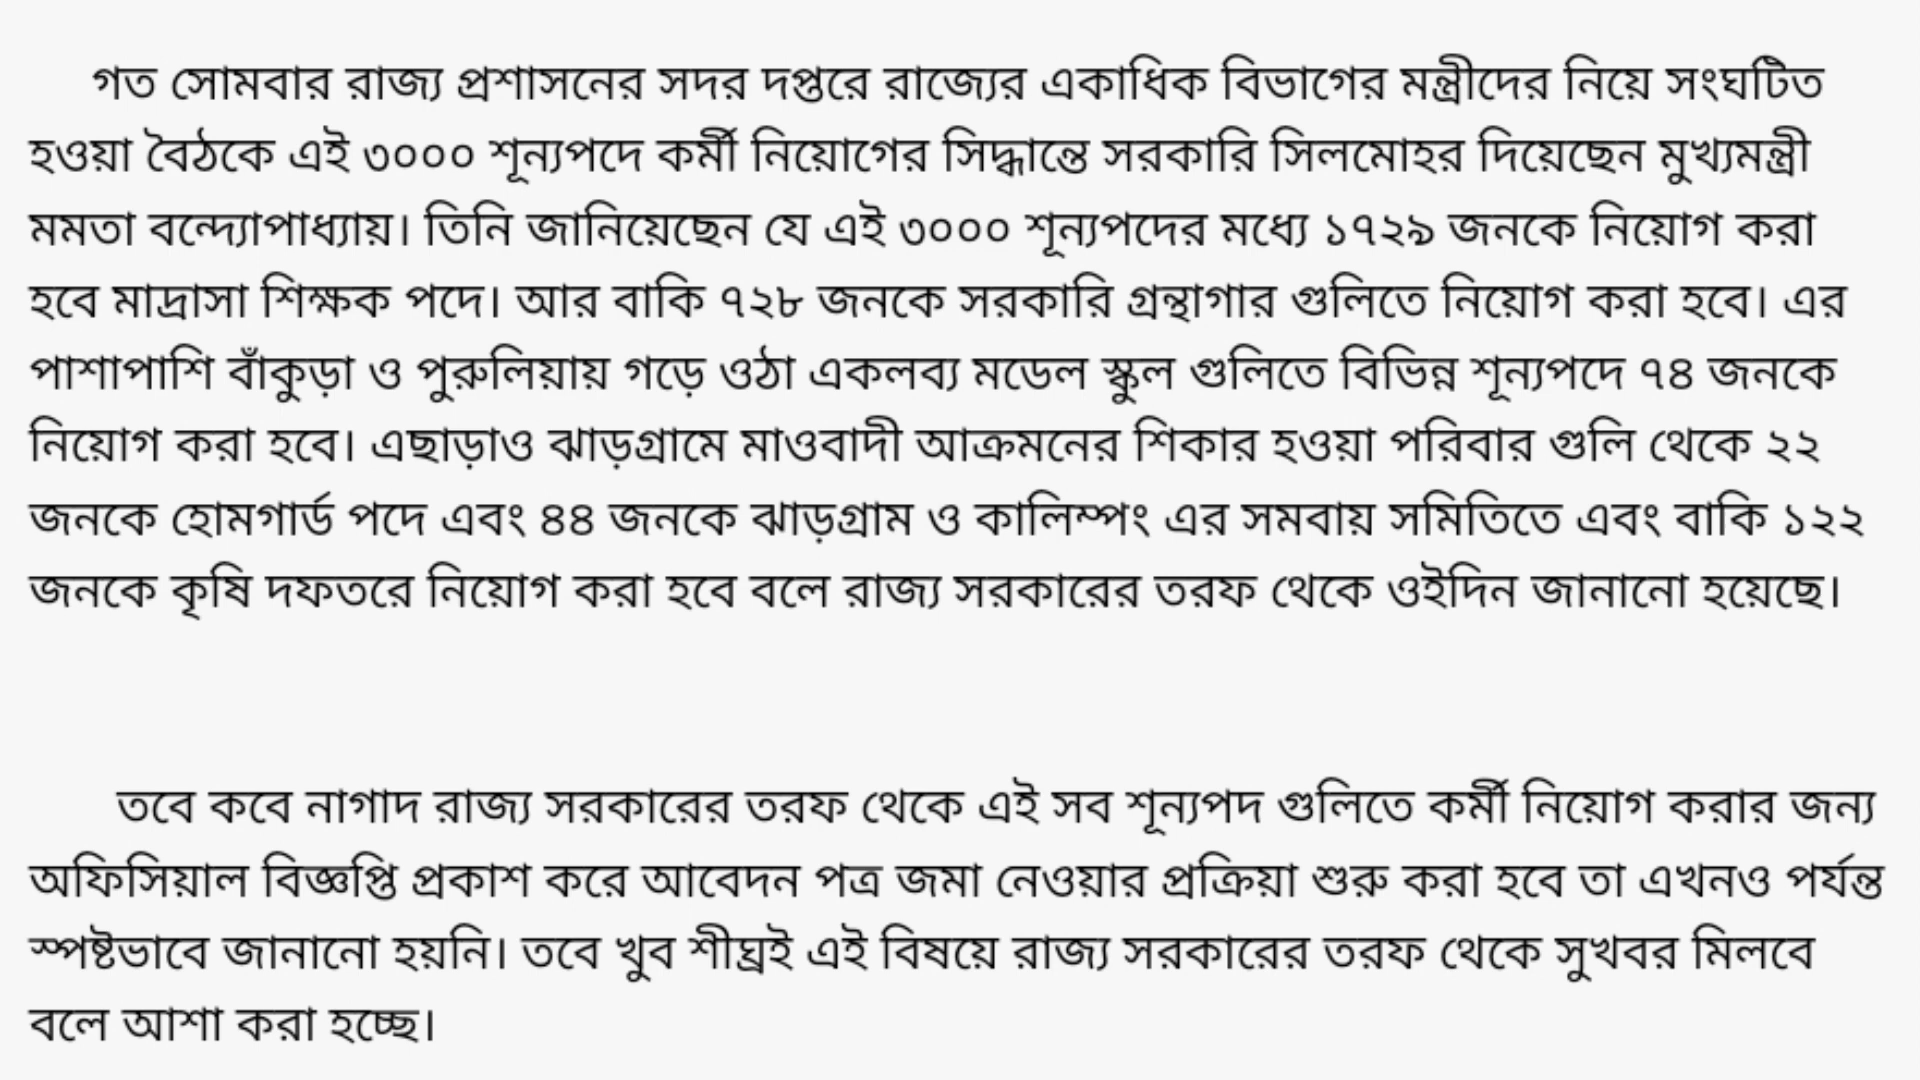 গত সোমবার রাজ্য প্রশাসনের সদর দপ্তরে রাজ্যের একাধিক বিভাগের মন্ত্রীদের নিয়ে সংঘটিত
হওয়া বৈঠকে এই ৩০০০ শূন্যপদে কর্মী নিয়োগের সিদ্ধান্তে সরকারি সিলমোহর দিয়েছেন মুখ্যমন্ত্রী
মমতা বন্দ্যোপাধ্যায়। তিনি জানিয়েছেন যে এই ৩০০০ শূন্যপদের মধ্যে ১৭২৯ জনকে নিয়োগ করা
হবে মাদ্রাসা শিক্ষক পদে। আর বাকি ৭২৮ জনকে সরকারি গ্রন্থাগার গুলিতে নিয়োগ করা হবে। এর
পাশাপাশি বাঁকুড়া ও পুরুলিয়ায় গড়ে ওঠা একলব্য মডেল স্কুল গুলিতে বিভিন্ন শূন্যপদে ৭৪ জনকে
নিয়োগ করা হবে। এছাড়াও ঝাড়গ্রামে মাওবাদী আক্রমনের শিকার হওয়া পরিবার গুলি থেকে ২২
জনকে হোমগার্ড পদে এবং ৪৪ জনকে ঝাড়গ্রাম ও কালিম্পং এর সমবায় সমিতিতে এবং বাকি ১২২
জনকে কৃষি দফতরে নিয়োগ করা হবে বলে রাজ্য সরকারের তরফ থেকে ওইদিন জানানো হয়েছে।
তবে কবে নাগাদ রাজ্য সরকারের তরফ থেকে এই সব শূন্যপদ গুলিতে কর্মী নিয়োগ করার জন্য
অফিসিয়াল বিজ্ঞপ্তি প্রকাশ করে আবেদন পত্র জমা নেওয়ার প্রক্রিয়া শুরু করা হবে তা এখনও পর্যন্ত
স্পষ্টভাবে জানানো হয়নি। তবে খুব শীঘ্রই এই বিষয়ে রাজ্য সরকারের তরফ থেকে সুখবর মিলবে
বলে আশা করা হচ্ছে।